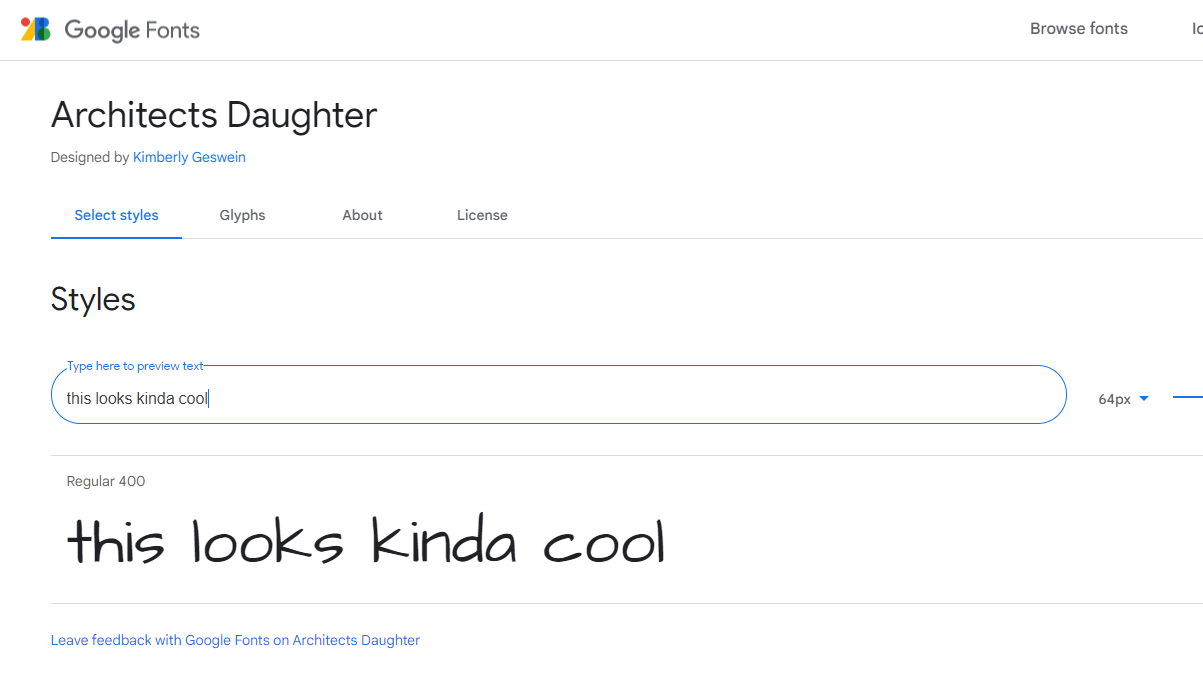 Google Fonts
Browse fonts
Architects Daughter
Designed by Kimberly Geswein
Select styles Glyphs About License
Styles
Type here to preview text
this looks kinda cool
64px
Regular 400
this looks kinda cool
Leave feedback with Google Fonts on Architects Daughter